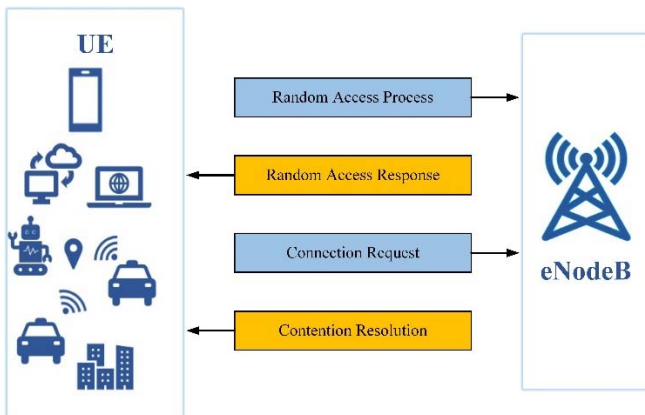 UE
Random Access Process
Random Access Response
Connection Request
Contention Resolution
eNodeB